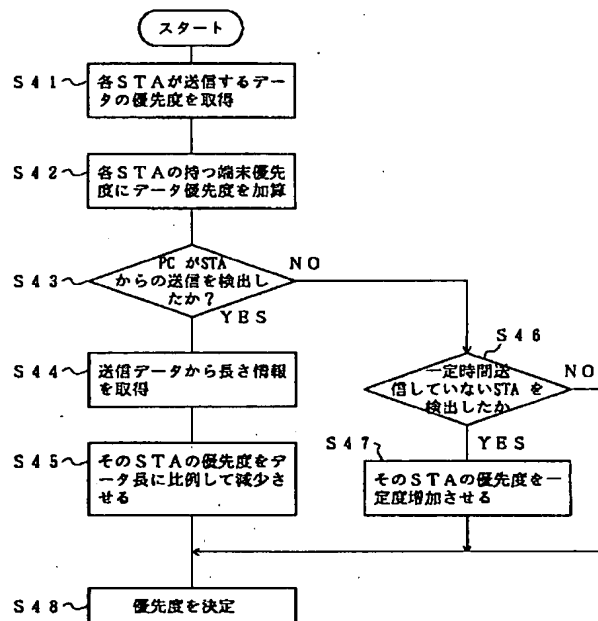 スタート
S41
各STAが送信するデー
タの優先度を取得
S42
各STAの持つ端末優先
度にデータ優先度を加算
S43
PCがSTA
からの送信を検出し
たか?
NO
YES
S44
送信データから長さ情報
を取得
S45
そのSTAの優先度をデ
ータ長に比例して減少さ
せる
S46
一定時間送
信していないSTAを
検出したか
NO
YES
S47
そのSTAの優先度を一
定度増加させる
S48
優先度を決定